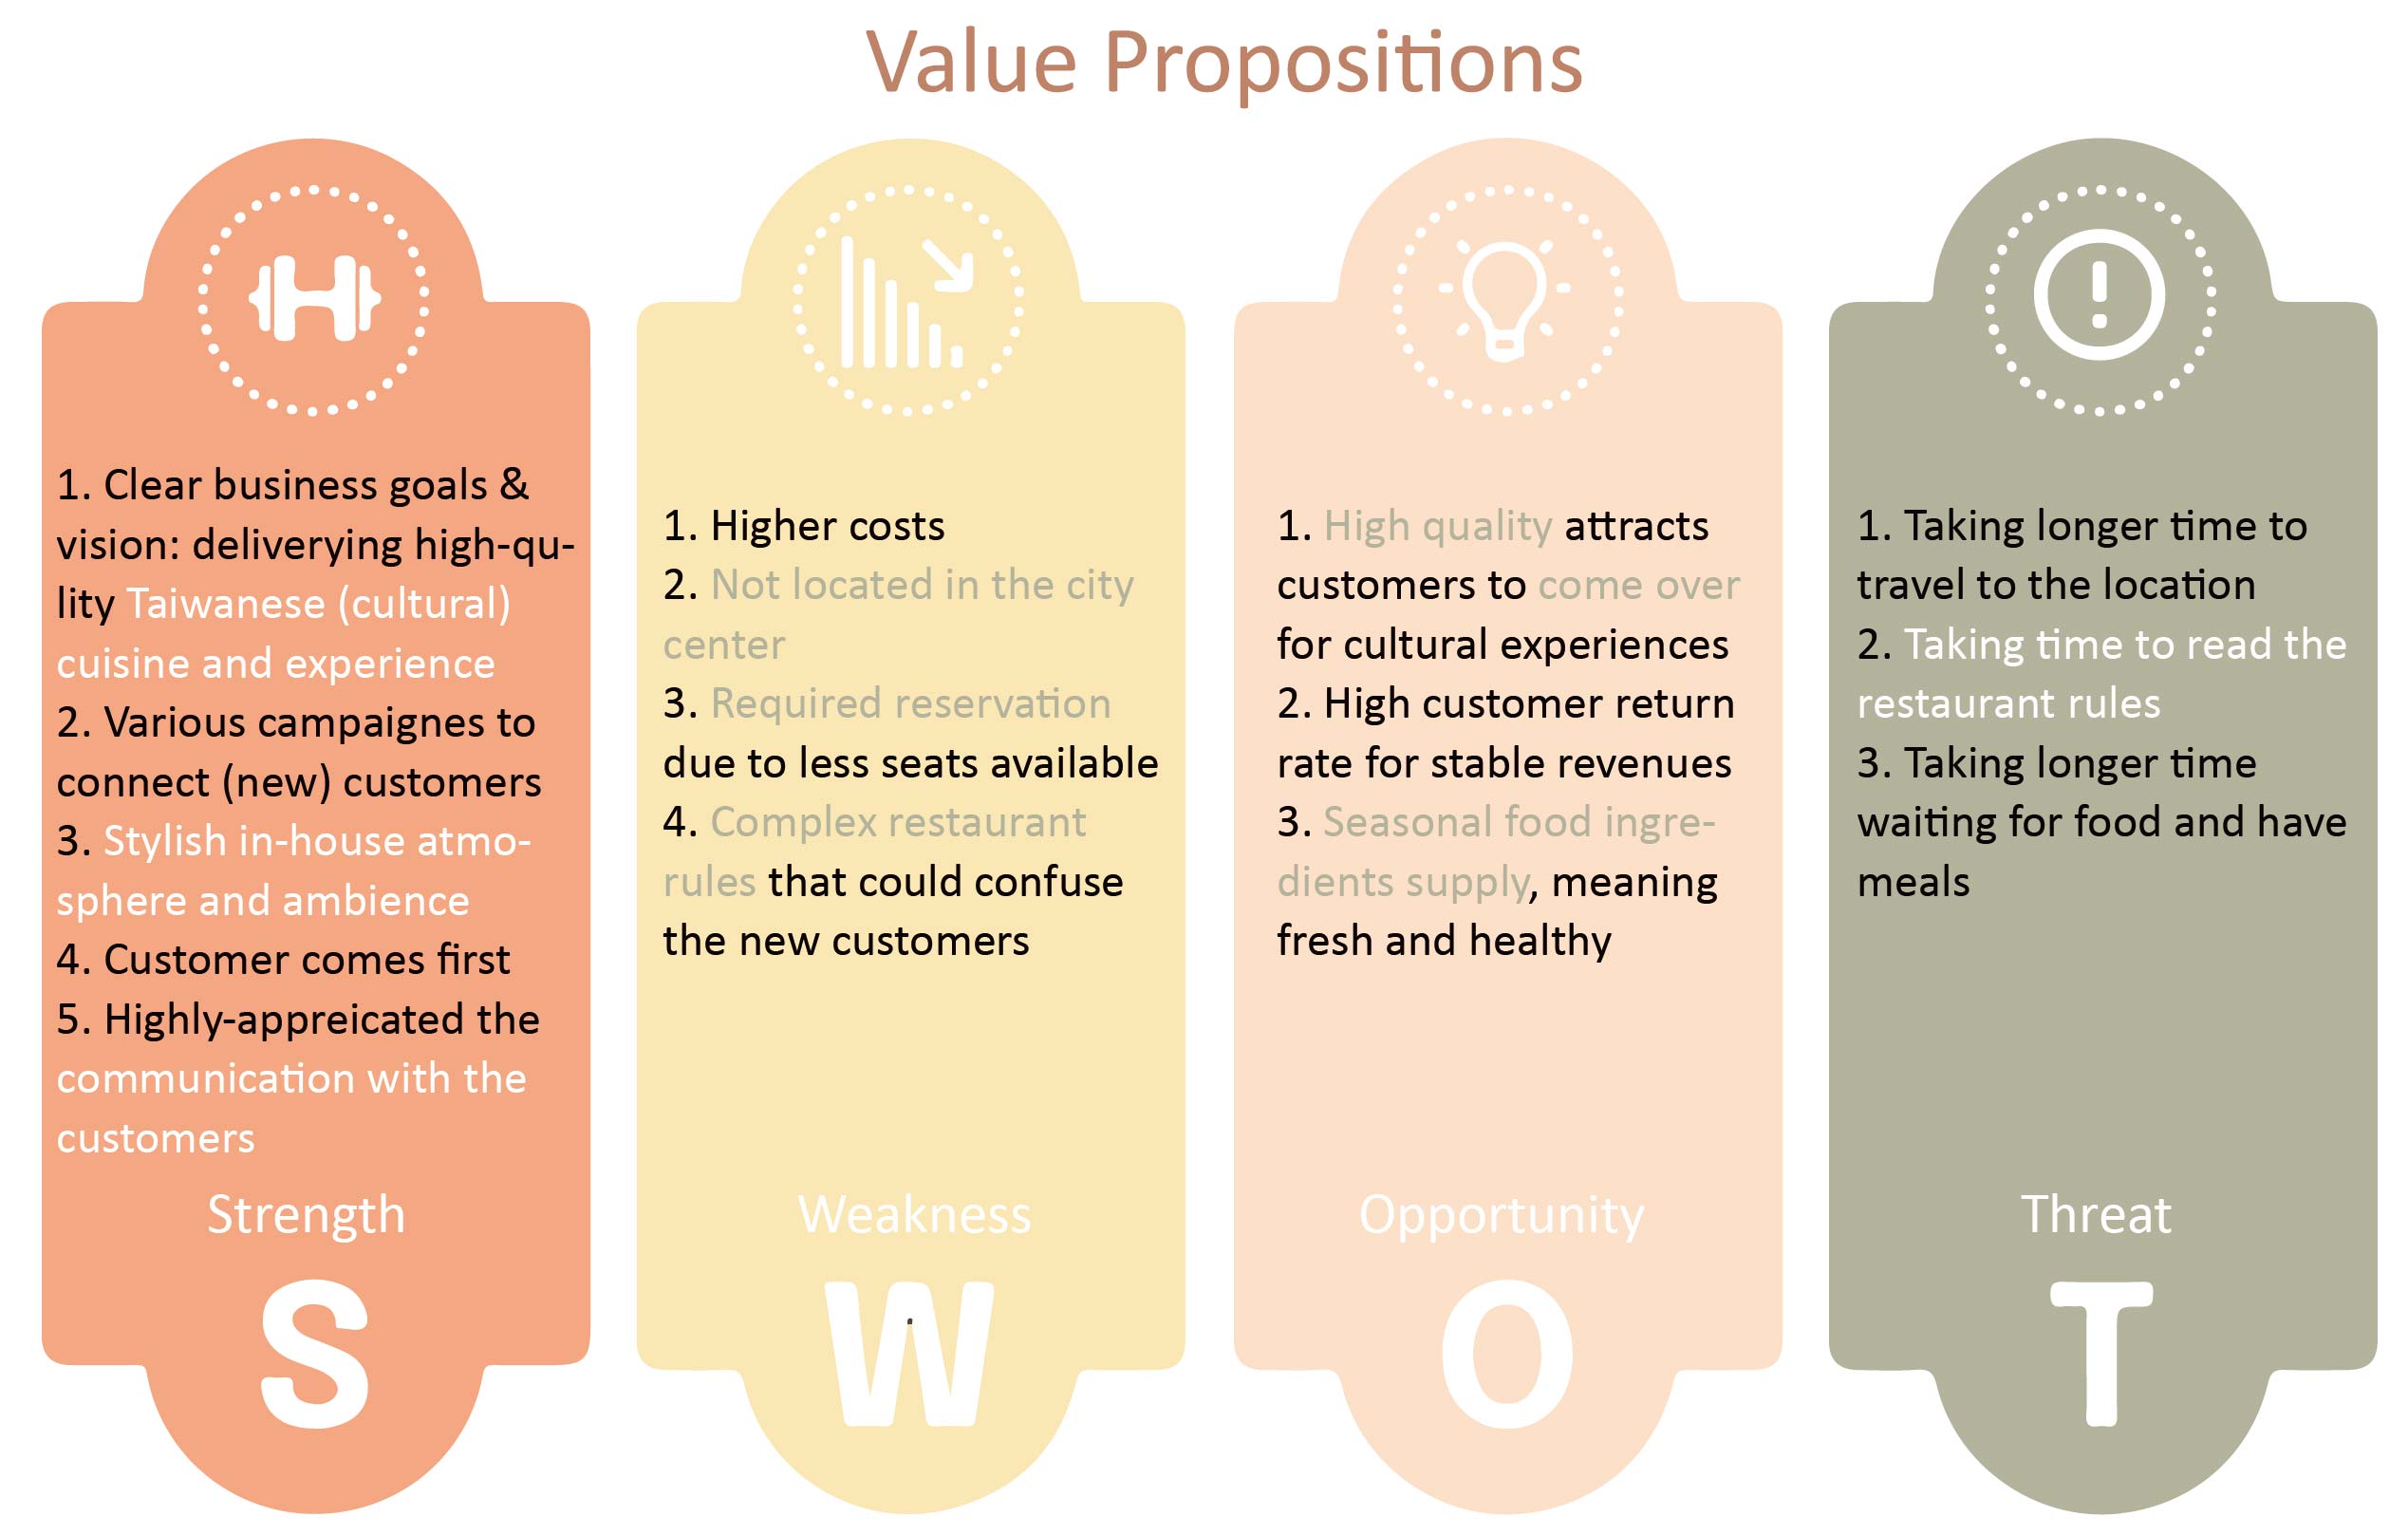 Value Propositions
1. Clear business goals &
vision: deliverying high-qu-
lity Taiwanese (cultural)
cuisine and experience
2. Various campaignes to
connect (new) customers
3. Stylish in-house atmo-
sphere and ambience
4. Customer comes first
5. Highly-appreicated the
communication with the
customers
Strength
S
1. Higher costs
2. Not located in the city
center
3. Required reservation
due to less seats available
4. Complex restaurant
rules that could confuse
the new customers
Weakness
W
1. High quality attracts
customers to come over
for cultural experiences
2. High customer return
rate for stable revenues
3. Seasonal food ingre-
dients supply, meaning
fresh and healthy
Opportunity
O
1. Taking longer time to
travel to the location
2. Taking time to read the
restaurant rules
3. Taking longer time
waiting for food and have
meals
Threat
T